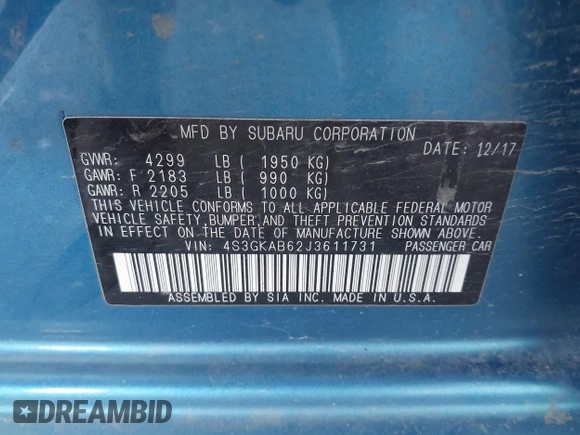 MFD BY SUBARU CORPORATION
DATE: 12/17
GVWR: 4299 LB ( 1950 KG)
GAWR: F 2183 LB ( 990 KG)
GAWR: R 2205 LB ( 1000 KG)
THIS VEHICLE CONFORMS TO ALL APPLICABLE FEDERAL MOTOR
VEHICLE SAFETY, BUMPER, AND THEFT PREVENTION STANDARDS
IN EFFECT ON THE DATE OF MANUFACTURE SHOWN ABOVE.
VIN: 4S3GKAB62J3611731 PASSENGER CAR
ASSEMBLED BY SIA INC. MADE IN U.S.A.
DREAMBID